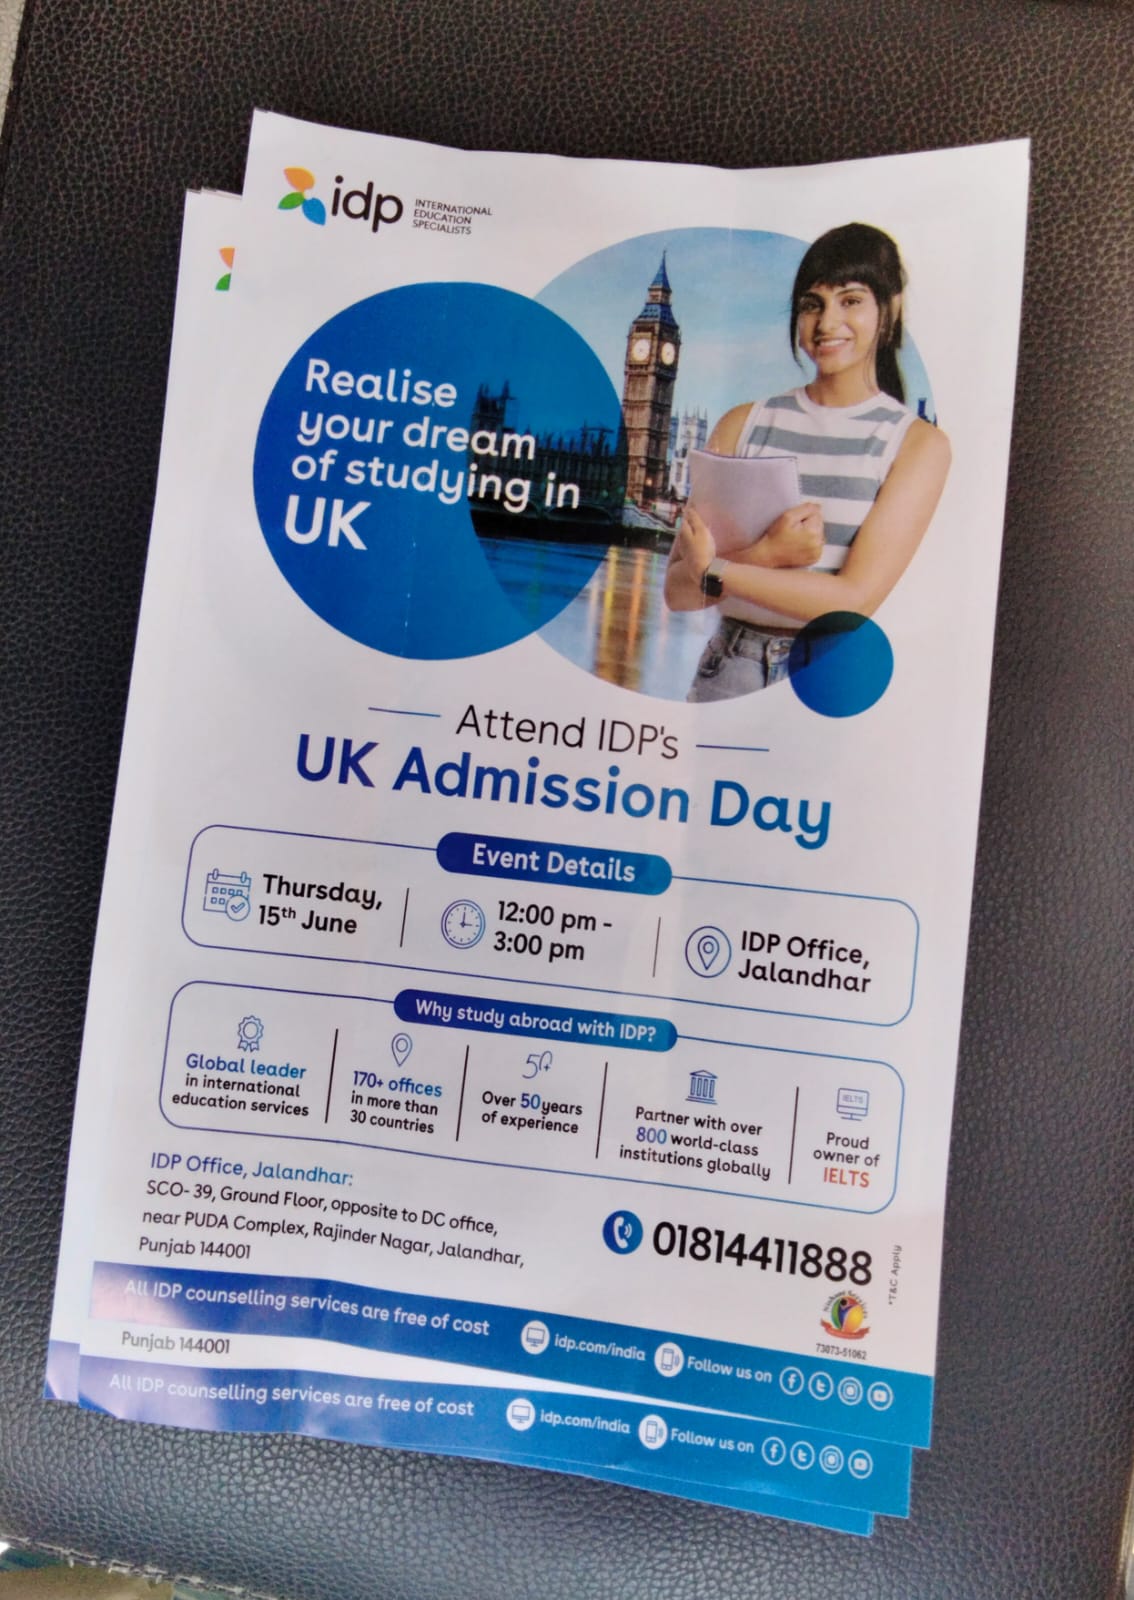 idp INTERNATIONAL
EDUCATION
SPECIALISTS
Realise
your dream
of studying in
UK
Attend IDP's
UK Admission Day
Event Details
Thursday,
15th June
12:00 pm -
3:00 pm
IDP Office,
Jalandhar
Why study abroad with IDP?
Global leader
in international
education services
170+ offices
in more than
30 countries
50+
Over 50 years
of experience
Partner with over
800 world-class
institutions globally
IELTS
Proud
owner of
IELTS
IDP Office, Jalandhar:
SCO- 39, Ground Floor, opposite to DC office,
near PUDA Complex, Rajinder Nagar, Jalandhar,
Punjab 144001
01814411888
*T&C Apply
73073-51062
All IDP counselling services are free of cost
idp.com/india
Follow us on
Punjab 144001
All IDP counselling services are free of cost
idp.com/india
Follow us on